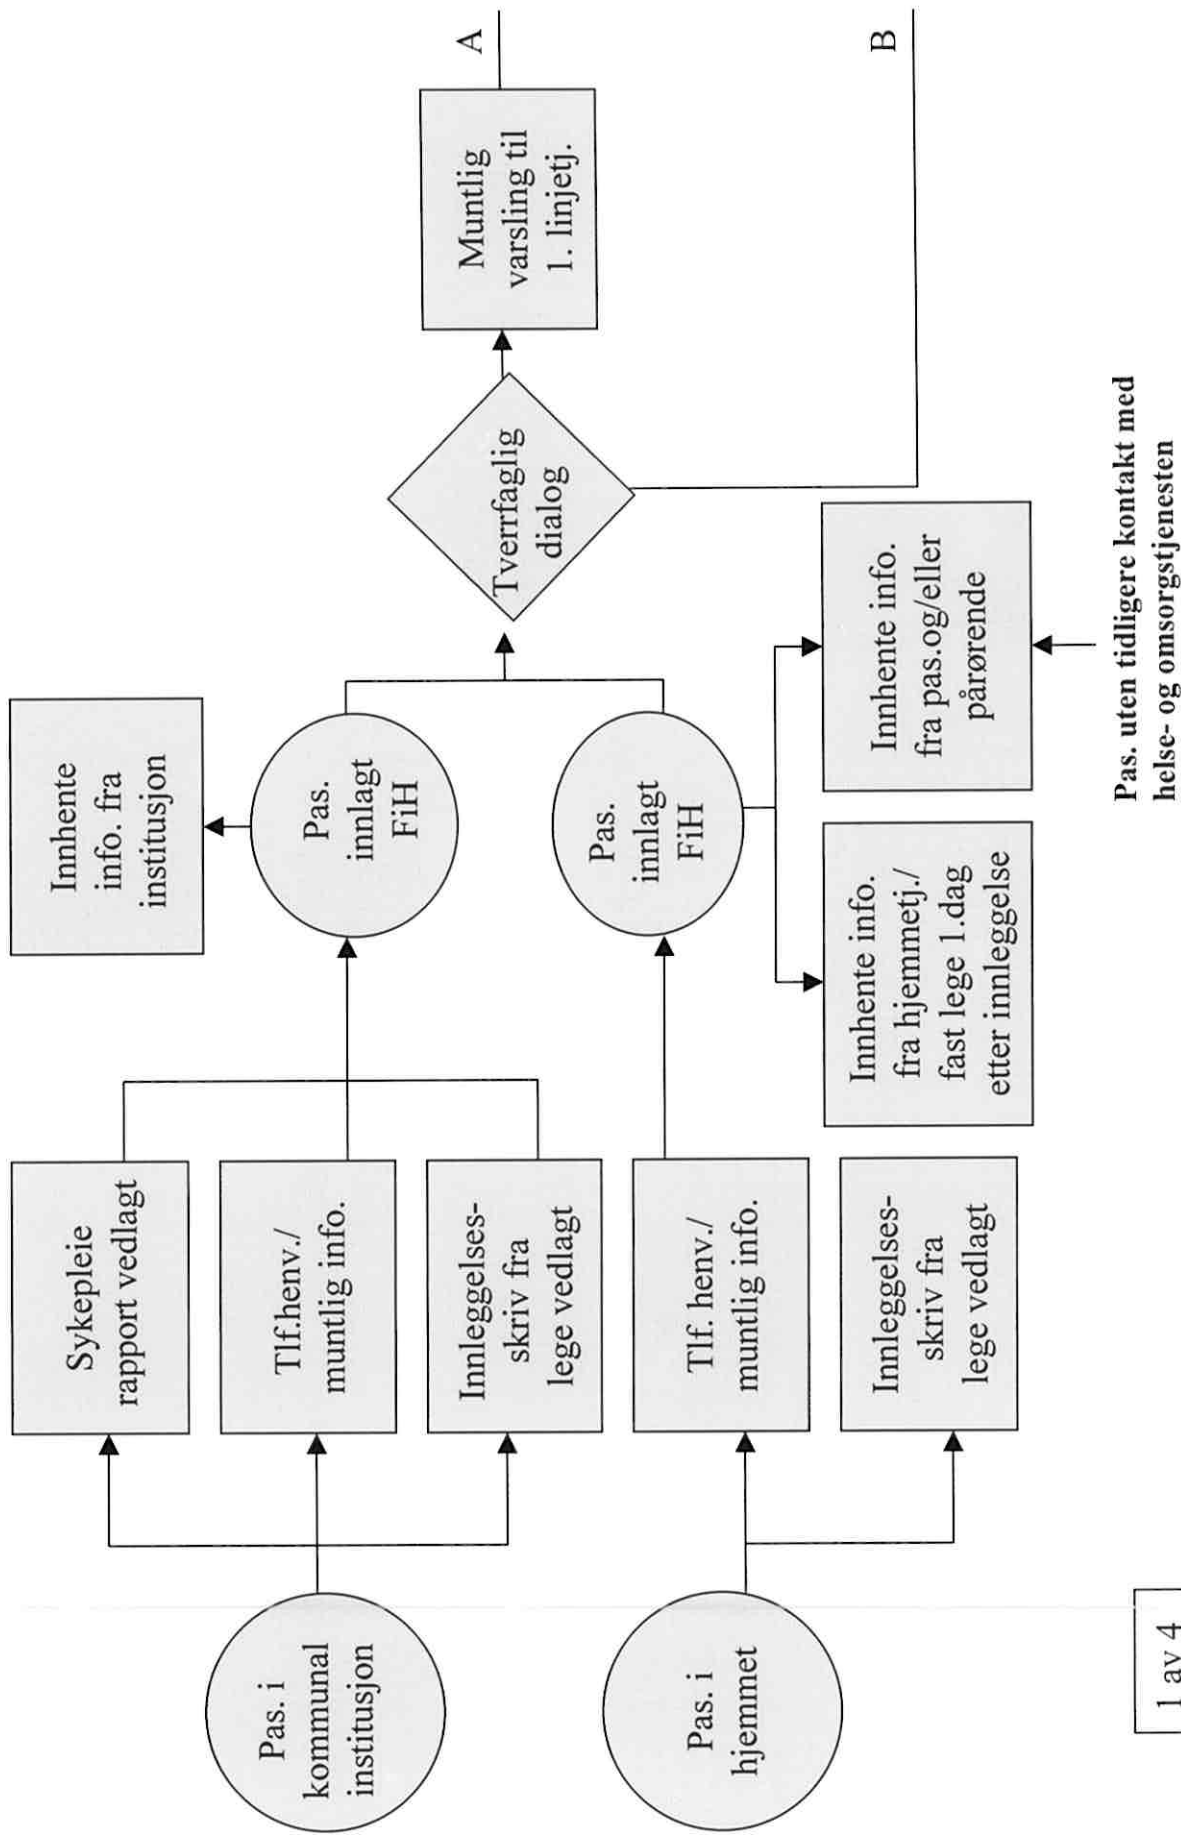 Pas. i
kommunal
institusjon
Sykepleie
rapport vedlagt
Tlf.henv./
muntlig info.
Innleggelses-
skriv fra
lege vedlagt
Innhente
info. fra
institusjon
Pas.
innlagt
FiH
Tverrfaglig
dialog
Muntlig
varsling til
1. linjetj.
A
B
Pas. i
hjemmet
Tlf. henv./
muntlig info.
Innleggelses-
skriv fra
lege vedlagt
Pas.
innlagt
FiH
Innhente info.
fra hjemmetj./
fast lege 1.dag
etter innleggelse
Innhente info.
fra pas.og/eller
pårørende
Pas. uten tidligere kontakt med
helse- og omsorgstjenesten
1 av 4